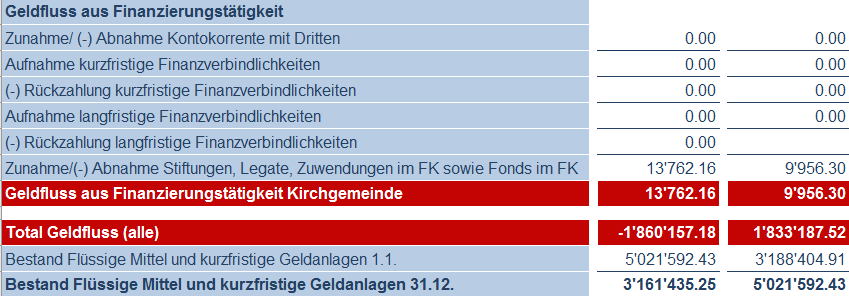 Geldfluss aus Finanzierungstätigkeit
Zunahme/ (-) Abnahme Kontokorrente mit Dritten 0.00 0.00
Aufnahme kurzfristige Finanzverbindlichkeiten 0.00 0.00
(-) Rückzahlung kurzfristige Finanzverbindlichkeiten 0.00 0.00
Aufnahme langfristige Finanzverbindlichkeiten 0.00 0.00
(-) Rückzahlung langfristige Finanzverbindlichkeiten 0.00
Zunahme/(-) Abnahme Stiftungen, Legate, Zuwendungen im FK sowie Fonds im FK 13'762.16 9'956.30
Geldfluss aus Finanzierungstätigkeit Kirchgemeinde 13'762.16 9'956.30
Total Geldfluss (alle) -1'860'157.18 1'833'187.52
Bestand Flüssige Mittel und kurzfristige Geldanlagen 1.1. 5'021'592.43 3'188'404.91
Bestand Flüssige Mittel und kurzfristige Geldanlagen 31.12. 3'161'435.25 5'021'592.43